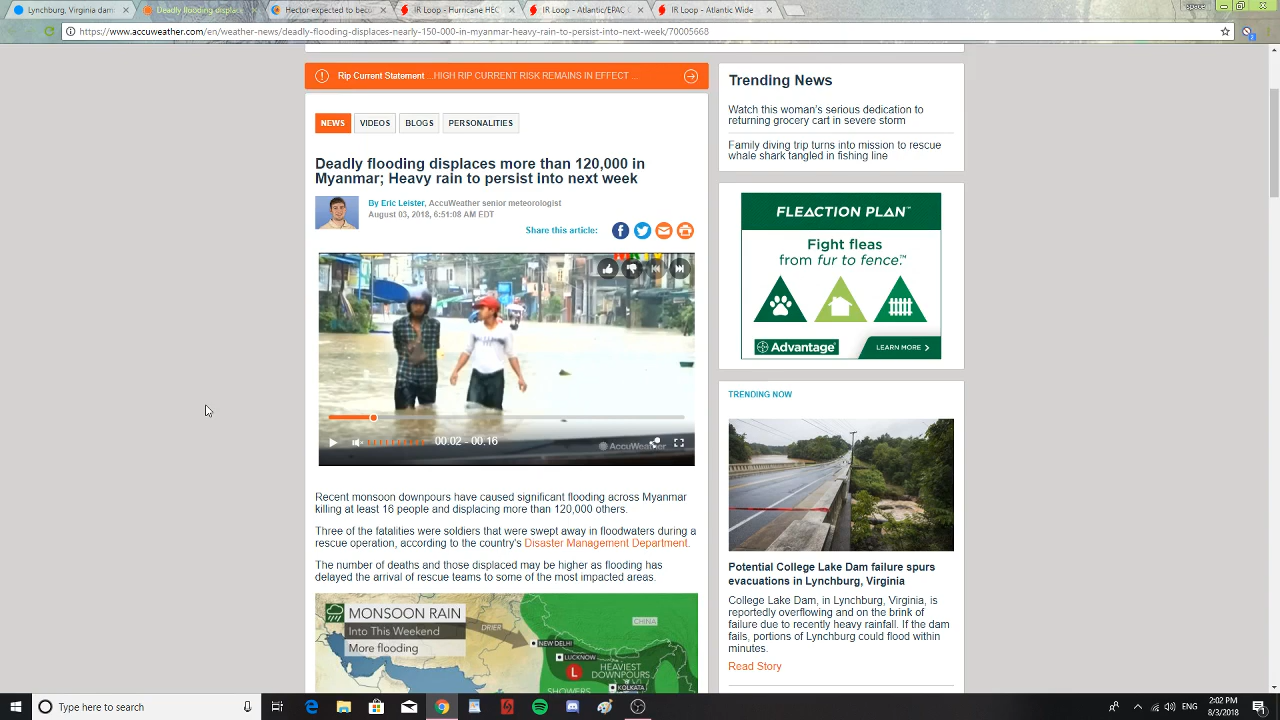 Lynchburg, Virginia dam
Deadly flooding displace
Hector expected to bec
IR Loop - Hurricane HEC
IR Loop - Atlantic/EPAC
IR Loop - Atlantic Wide
https://www.accuweather.com/en/weather-news/deadly-flooding-displaces-nearly-150-000-in-myanmar-heavy-rain-to-persist-into-next-week/70005668
Rip Current Statement ...HIGH RIP CURRENT RISK REMAINS IN EFFECT ...
NEWS
VIDEOS
BLOGS
PERSONALITIES
Deadly flooding displaces more than 120,000 in
Myanmar; Heavy rain to persist into next week
By Eric Leister, AccuWeather senior meteorologist
August 03, 2018, 6:51:08 AM EDT
Share this article:
00:02 - 00:16
AccuWeather
Recent monsoon downpours have caused significant flooding across Myanmar
killing at least 16 people and displacing more than 120,000 others.
Three of the fatalities were soldiers that were swept away in floodwaters during a
rescue operation, according to the country's Disaster Management Department.
The number of deaths and those displaced may be higher as flooding has
delayed the arrival of rescue teams to some of the most impacted areas.
MONSOON RAIN
Into This Weekend
More flooding
DRIER
CHINA
NEW DELHI
LUCKNOW
L
HEAVIEST
DOWNPOURS
SHOWERS
KOLKATA
Trending News
Watch this woman's serious dedication to
returning grocery cart in severe storm
Family diving trip turns into mission to rescue
whale shark tangled in fishing line
FLEACTION PLAN™
Fight fleas
from fur to fence.™
Advantage
LEARN MORE
TRENDING NOW
Potential College Lake Dam failure spurs
evacuations in Lynchburg, Virginia
College Lake Dam, in Lynchburg, Virginia, is
reportedly overflowing and on the brink of
failure due to recently heavy rainfall. If the dam
fails, portions of Lynchburg could flood within
minutes.
Read Story
Type here to search
ENG
2:02 PM
8/3/2018